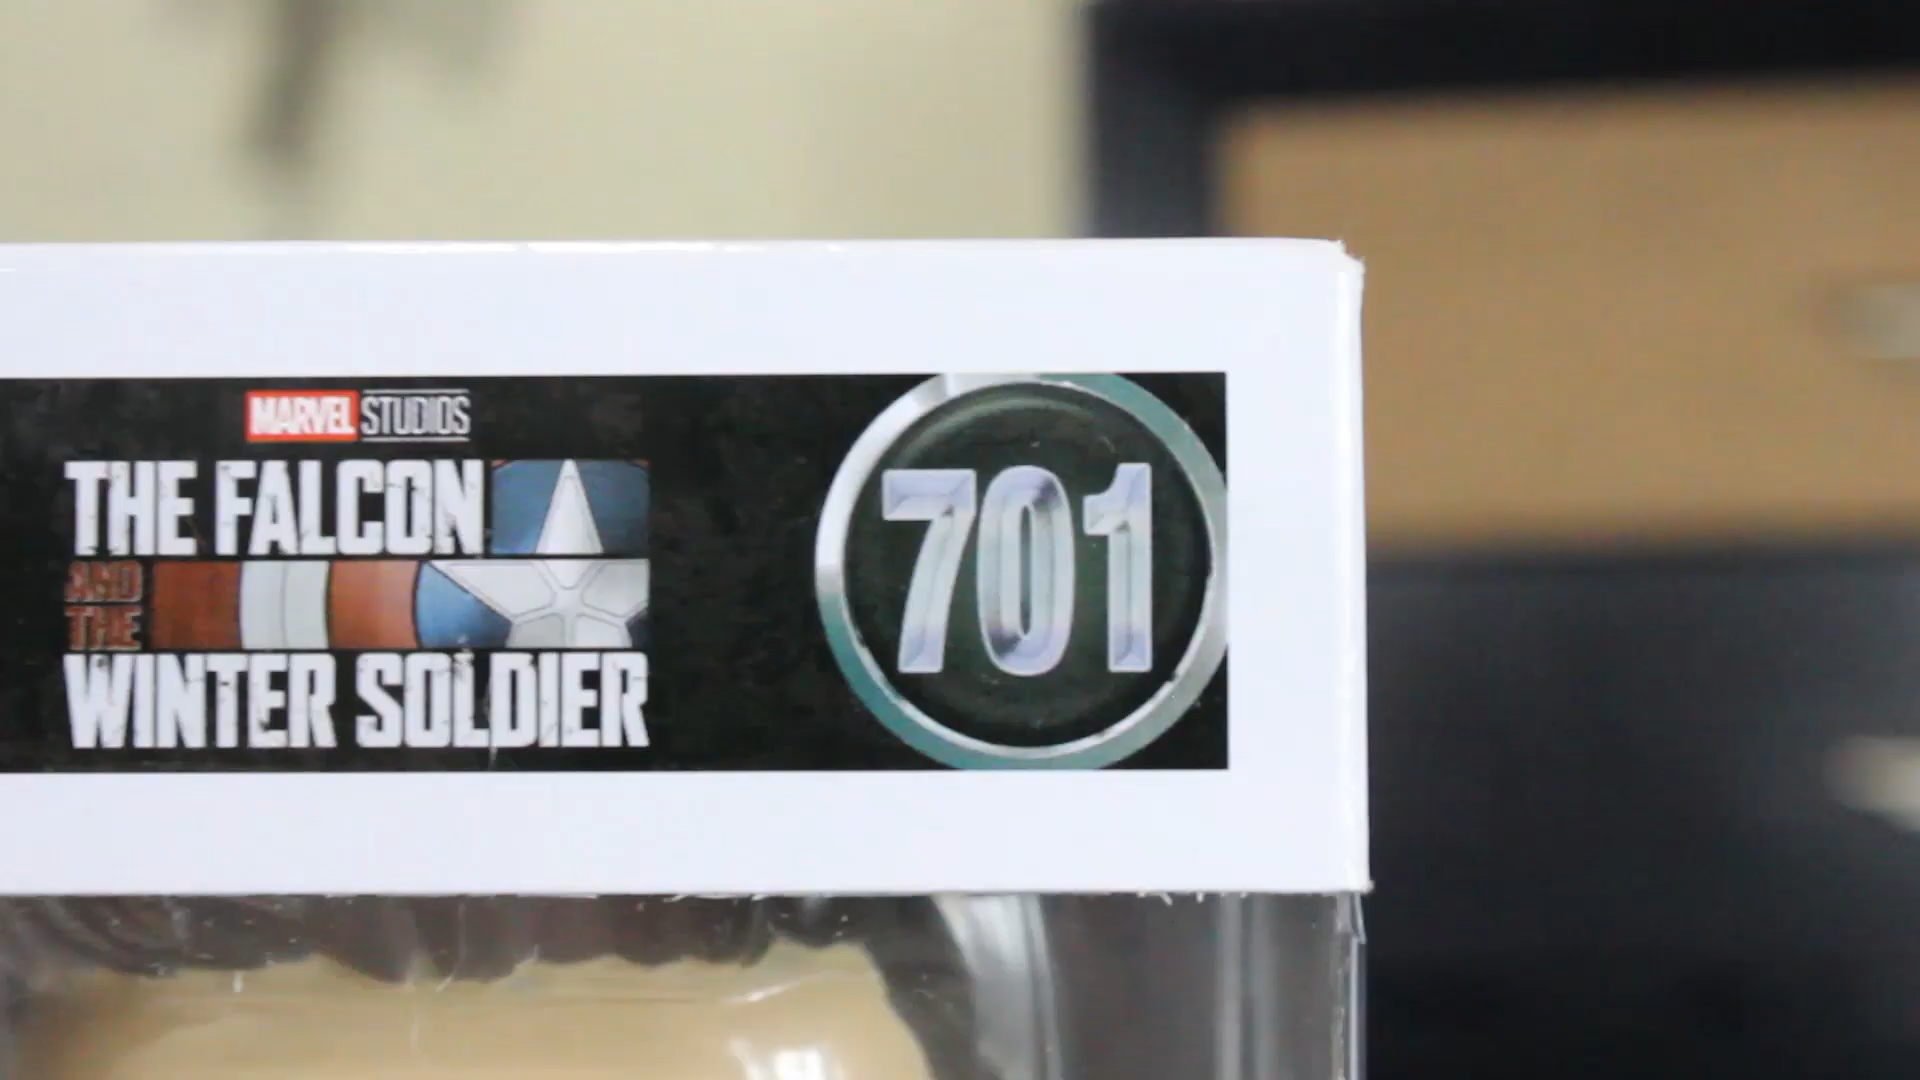 MARVEL STUDIOS
THE FALCON
AND
THE
WINTER SOLDIER
701